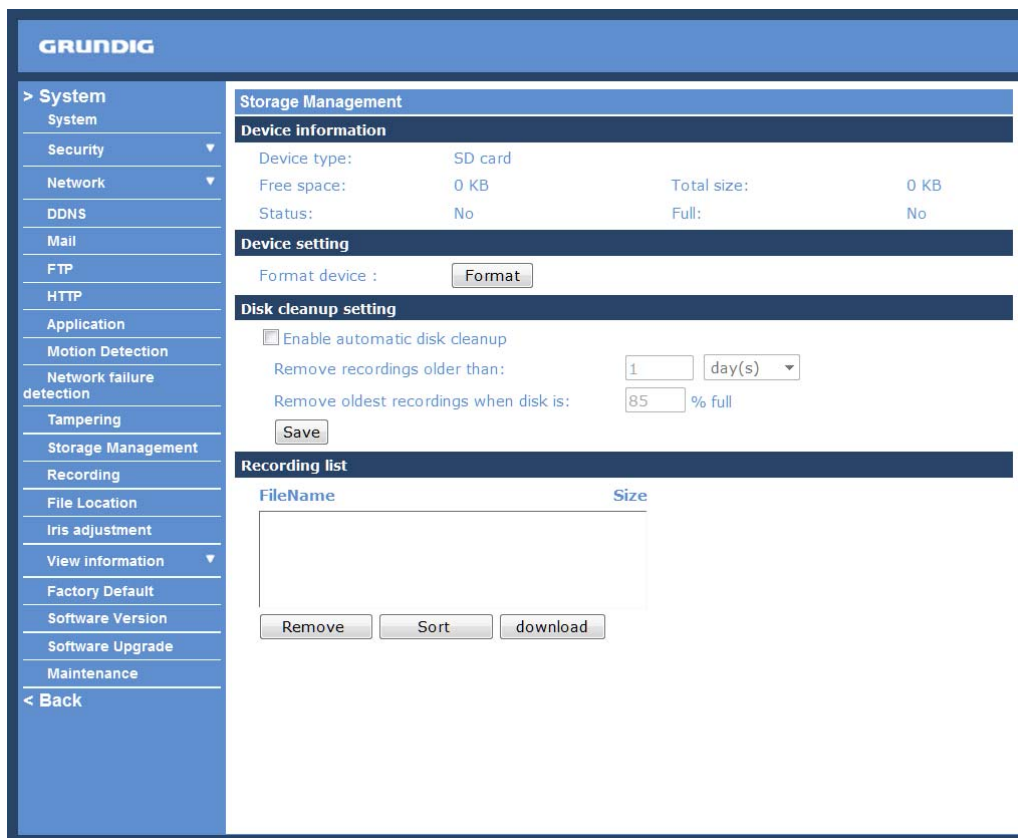 GRUNDIG
> System
System
Security
Network
DDNS
Mail
FTP
HTTP
Application
Motion Detection
Network failure
detection
Tampering
Storage Management
Recording
File Location
Iris adjustment
View information
Factory Default
Software Version
Software Upgrade
Maintenance
< Back
Storage Management
Device information
Device type: SD card
Free space: 0 KB Total size: 0 KB
Status: No Full: No
Device setting
Format device : Format
Disk cleanup setting
Enable automatic disk cleanup
Remove recordings older than: 1 day(s)
Remove oldest recordings when disk is: 85 % full
Save
Recording list
FileName Size
Remove Sort download